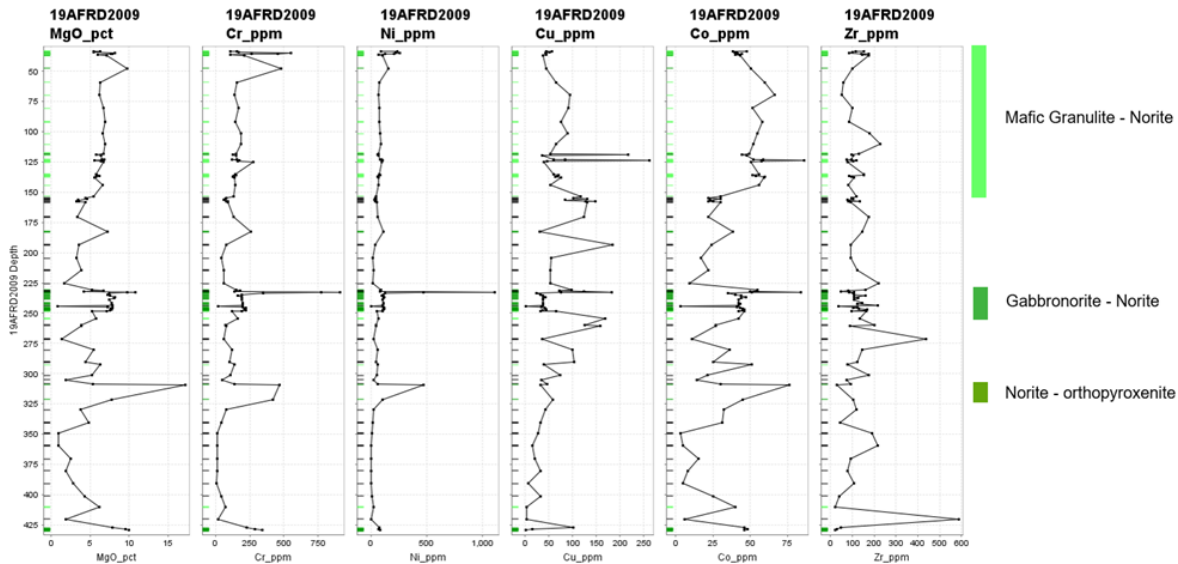 19AFRD2009
MgO_pct
19AFRD2009
Cr_ppm
19AFRD2009
Ni_ppm
19AFRD2009
Cu_ppm
19AFRD2009
Co_ppm
19AFRD2009
Zr_ppm
19AFRD2009 Depth
50
75
100
125
150
175
200
225
250
275
300
325
350
375
400
425
0 5 10 15
0 250 500 750
0 500 1,000
0 50 100 150 200 250
0 25 50 75
0 100 200 300 400 500 600
MgO_pct
Cr_ppm
Ni_ppm
Cu_ppm
Co_ppm
Zr_ppm
Mafic Granulite - Norite
Gabbronorite - Norite
Norite - orthopyroxenite